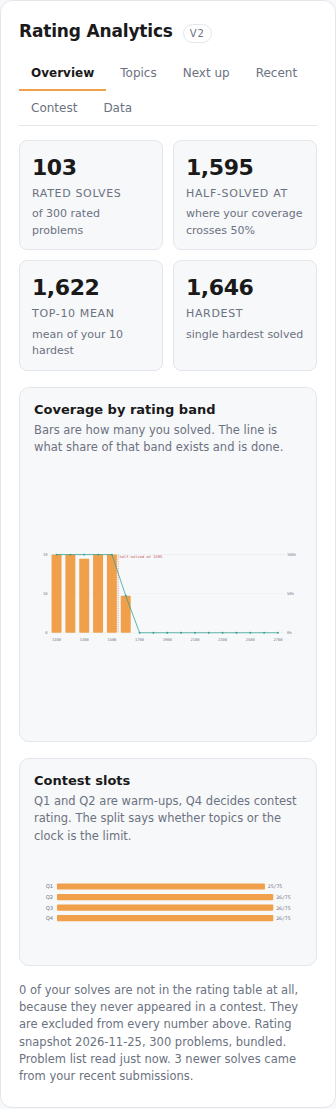 Rating Analytics V2
Overview Topics Next up Recent
Contest Data
103
RATED SOLVES
of 300 rated
problems
1,595
HALF-SOLVED AT
where your coverage
crosses 50%
1,622
TOP-10 MEAN
mean of your 10
hardest
1,646
HARDEST
single hardest solved
Coverage by rating band
Bars are how many you solved. The line is
what share of that band exists and is done.
half solved at 1595
100%
50%
0%
Contest slots
Q1 and Q2 are warm-ups, Q4 decides contest
rating. The split says whether topics or the
clock is the limit.
Q1 25/75
Q2 26/75
Q3 26/75
Q4 26/75
0 of your solves are not in the rating table at all,
because they never appeared in a contest. They
are excluded from every number above. Rating
snapshot 2026-11-25, 300 problems, bundled.
Problem list read just now. 3 newer solves came
from your recent submissions.